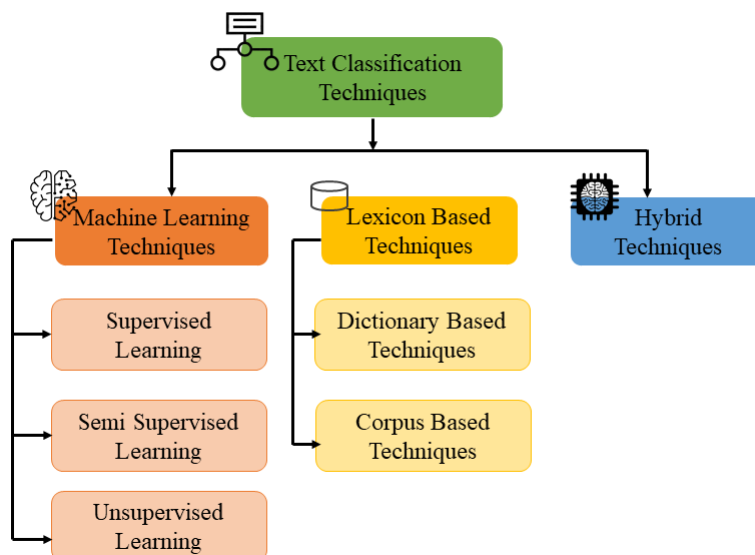 Text Classification
Techniques
Machine Learning
Techniques
Lexicon Based
Techniques
Hybrid
Techniques
Supervised
Learning
Dictionary Based
Techniques
Semi Supervised
Learning
Corpus Based
Techniques
Unsupervised
Learning